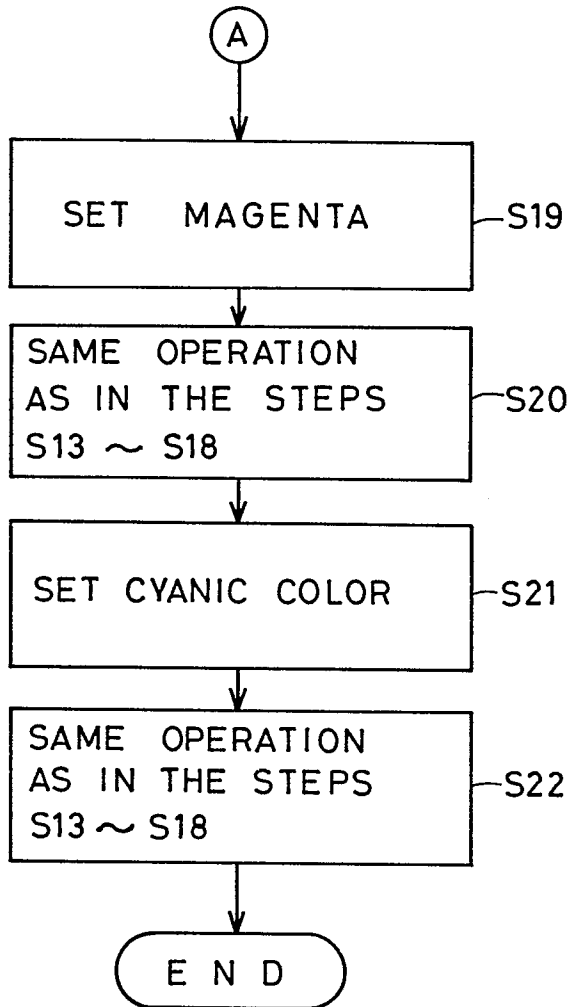 A
SET MAGENTA
S19
SAME OPERATION
AS IN THE STEPS
S13 ~ S18
S20
SET CYANIC COLOR
S21
SAME OPERATION
AS IN THE STEPS
S13 ~ S18
S22
END